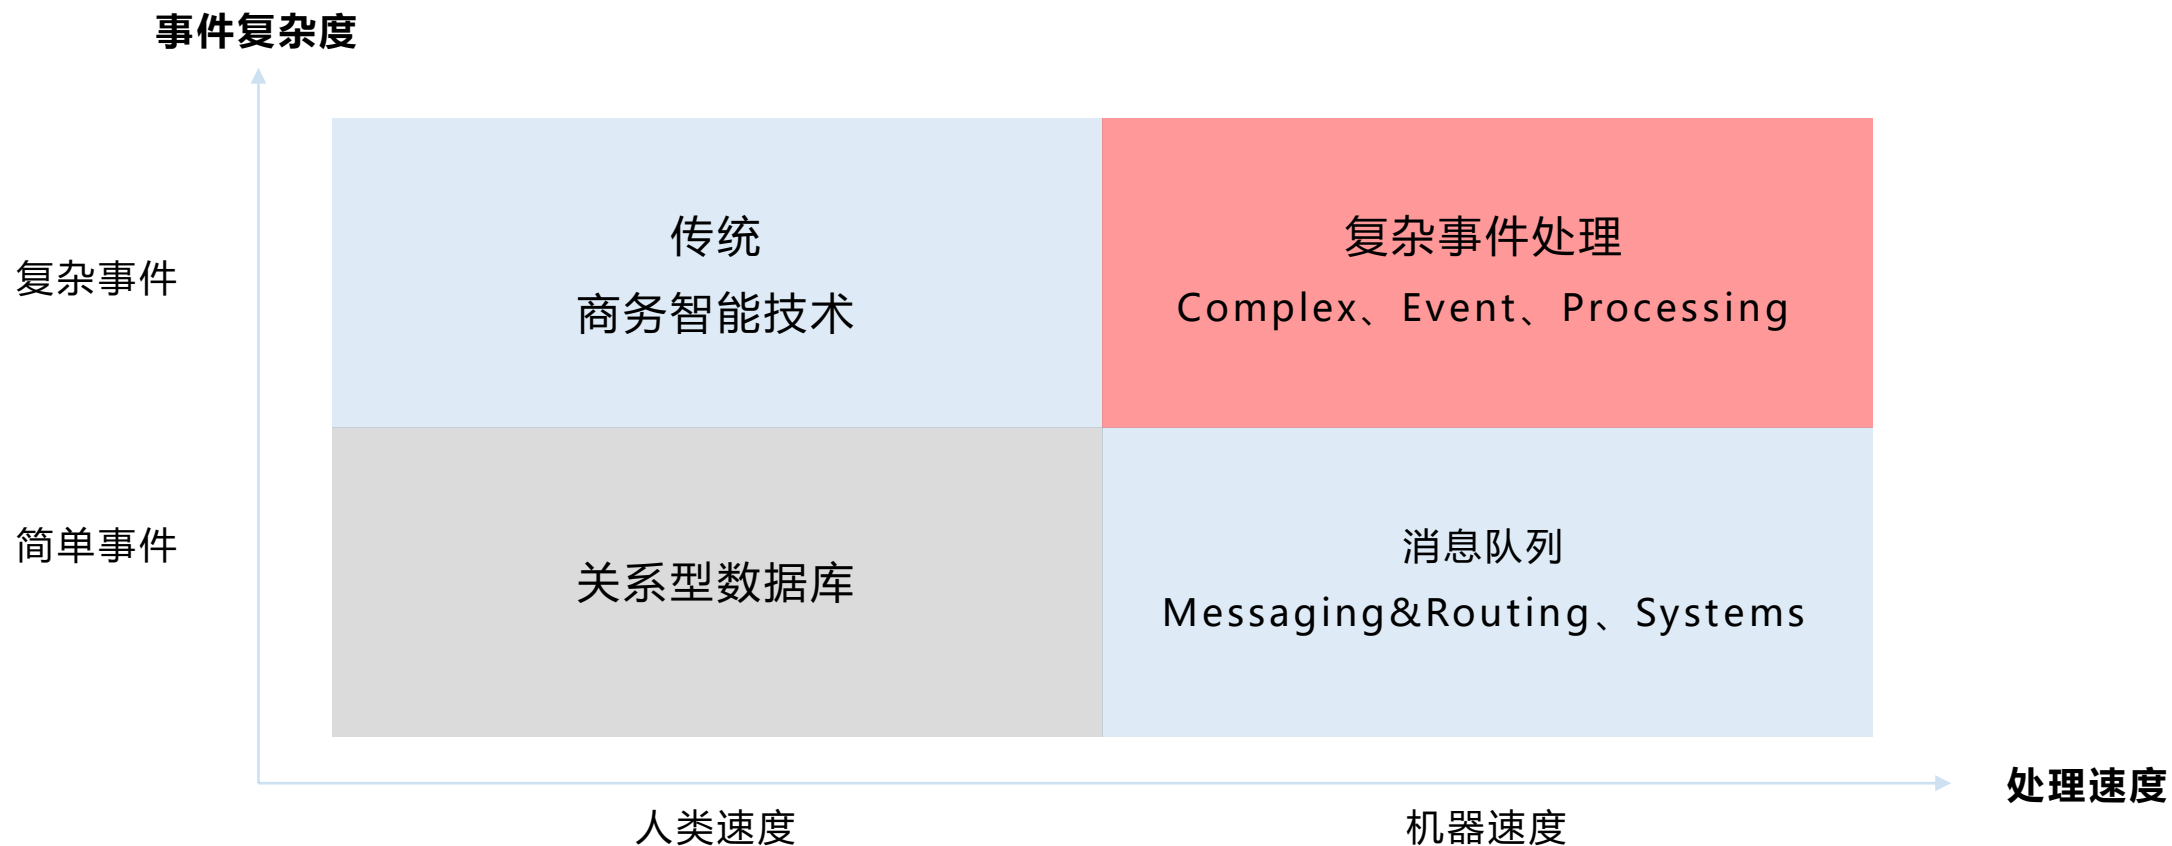 事件复杂度
复杂事件
传统
商务智能技术
复杂事件处理
Complex、Event、Processing
简单事件
关系型数据库
消息队列
Messaging&Routing、Systems
处理速度
人类速度
机器速度